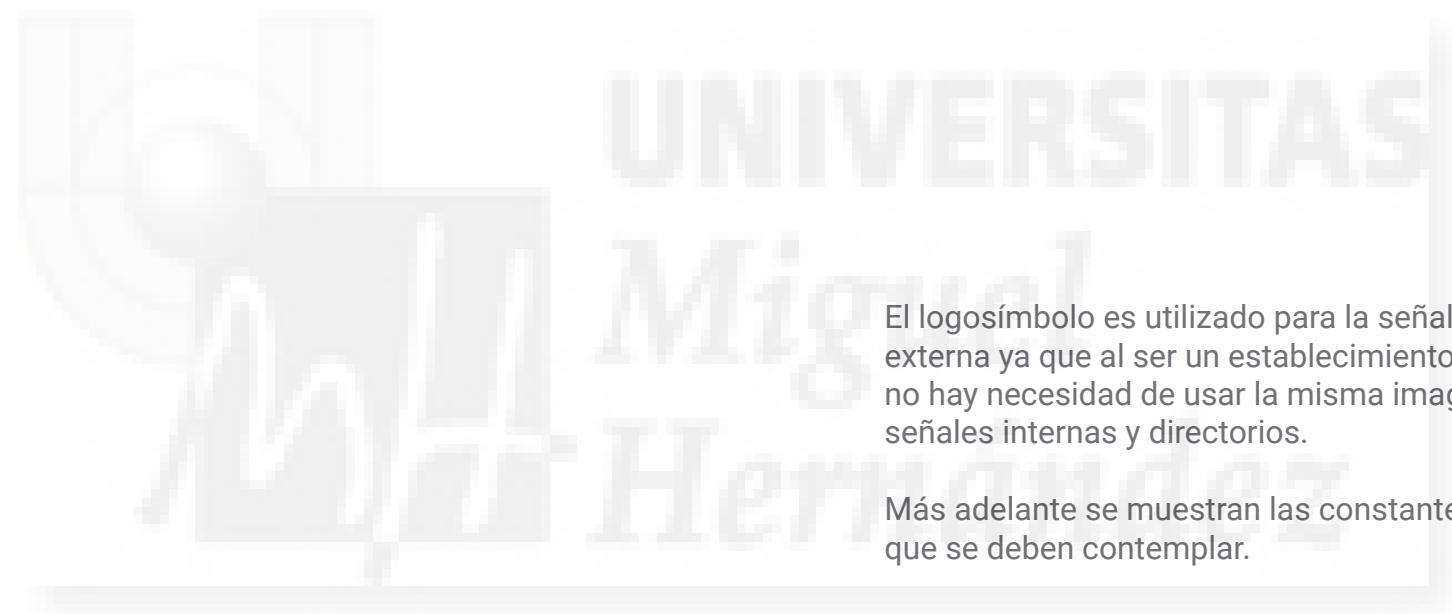 UNIVERSITAS
Miguel
Hernández
El logosímbolo es utilizado para la señal
externa ya que al ser un establecimiento
no hay necesidad de usar la misma imag
señales internas y directorios.
Más adelante se muestran las constante
que se deben contemplar.